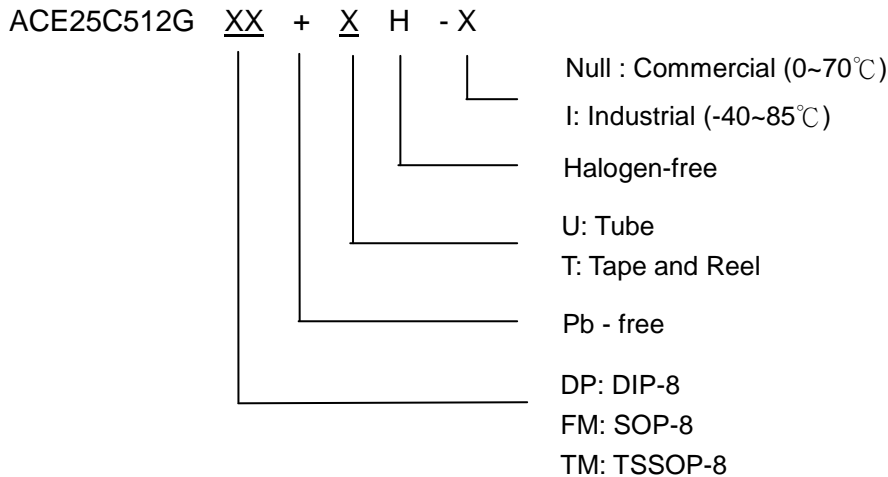 ACE25C512G XX + X H - X
Null : Commercial (0~70℃)
I: Industrial (-40~85℃)
Halogen-free
U: Tube
T: Tape and Reel
Pb - free
DP: DIP-8
FM: SOP-8
TM: TSSOP-8